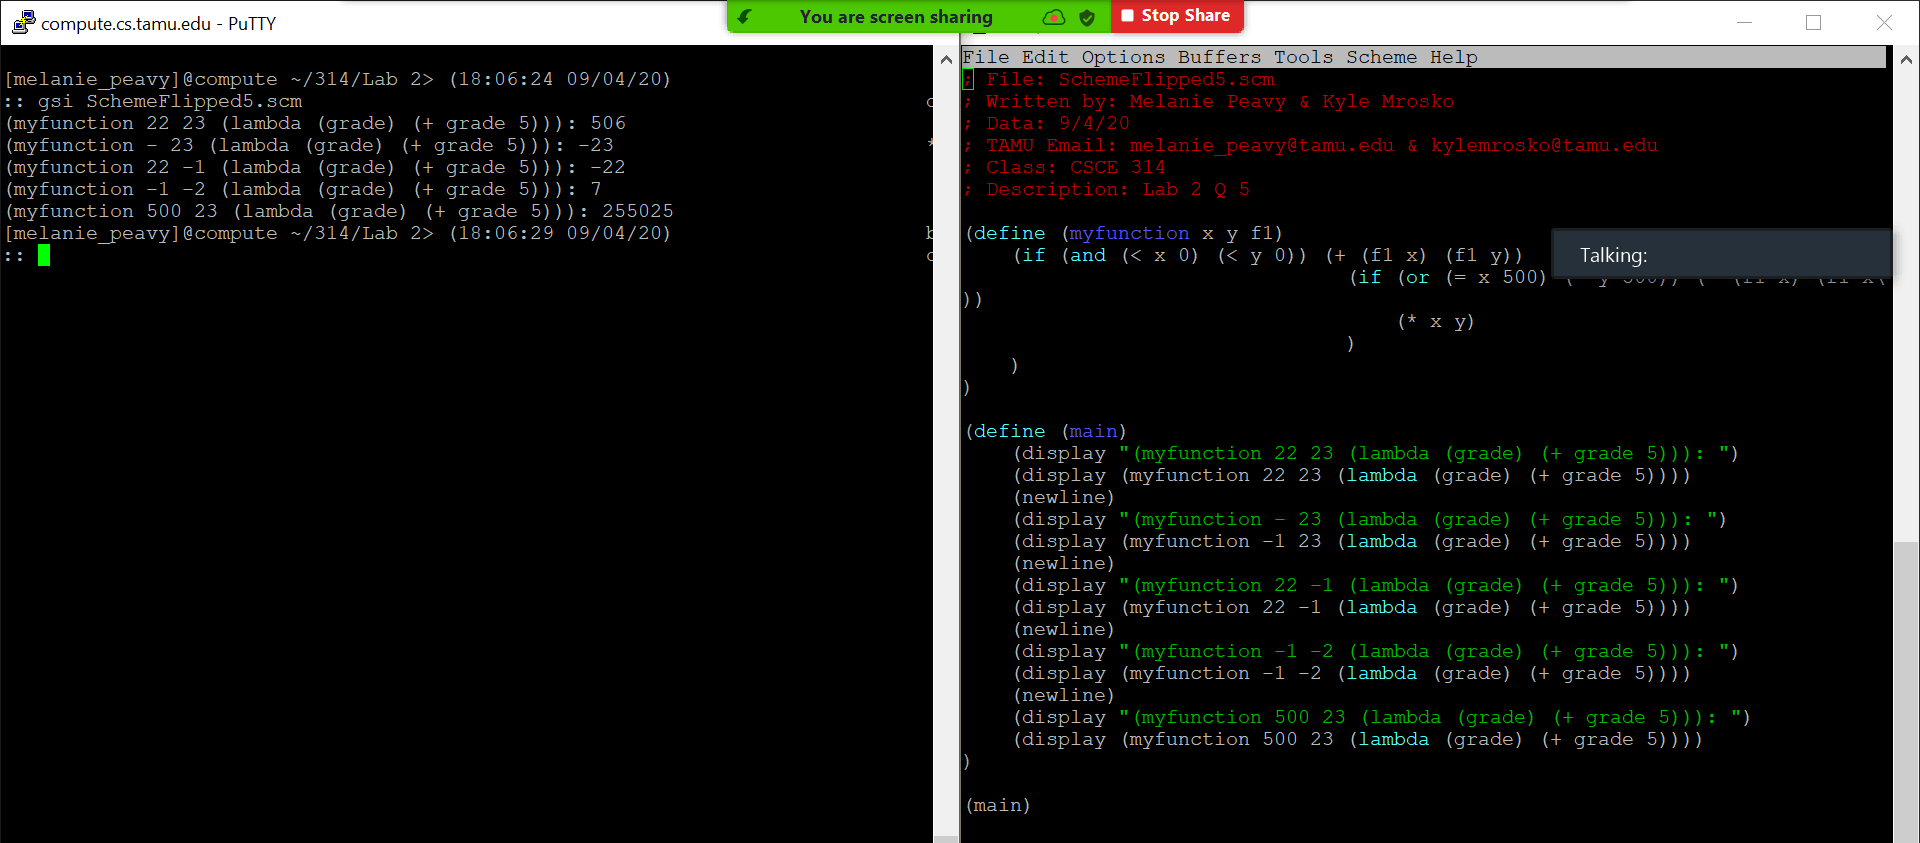 compute.cs.tamu.edu - PuTTY
You are screen sharing
Stop Share
[melanie_peavy]@compute ~/314/Lab 2> (18:06:24 09/04/20)
:: gsi SchemeFlipped5.scm
(myfunction 22 23 (lambda (grade) (+ grade 5))): 506
(myfunction - 23 (lambda (grade) (+ grade 5))): -23
(myfunction 22 -1 (lambda (grade) (+ grade 5))): -22
(myfunction -1 -2 (lambda (grade) (+ grade 5))): 7
(myfunction 500 23 (lambda (grade) (+ grade 5))): 255025
[melanie_peavy]@compute ~/314/Lab 2> (18:06:29 09/04/20)
::
File Edit Options Buffers Tools Scheme Help
; File: SchemeFlipped5.scm
; Written by: Melanie Peavy & Kyle Mrosko
; Data: 9/4/20
; TAMU Email: melanie_peavy@tamu.edu & kylemrosko@tamu.edu
; Class: CSCE 314
; Description: Lab 2 Q 5
(define (myfunction x y f1)
(if (and (< x 0) (< y 0)) (+ (f1 x) (f1 y))
Talking:
(if (or (= x 500)
))
(* x y)
)
)
)
(define (main)
(display "(myfunction 22 23 (lambda (grade) (+ grade 5))): ")
(display (myfunction 22 23 (lambda (grade) (+ grade 5))))
(newline)
(display "(myfunction - 23 (lambda (grade) (+ grade 5))): ")
(display (myfunction -1 23 (lambda (grade) (+ grade 5))))
(newline)
(display "(myfunction 22 -1 (lambda (grade) (+ grade 5))): ")
(display (myfunction 22 -1 (lambda (grade) (+ grade 5))))
(newline)
(display "(myfunction -1 -2 (lambda (grade) (+ grade 5))): ")
(display (myfunction -1 -2 (lambda (grade) (+ grade 5))))
(newline)
(display "(myfunction 500 23 (lambda (grade) (+ grade 5))): ")
(display (myfunction 500 23 (lambda (grade) (+ grade 5))))
)
(main)